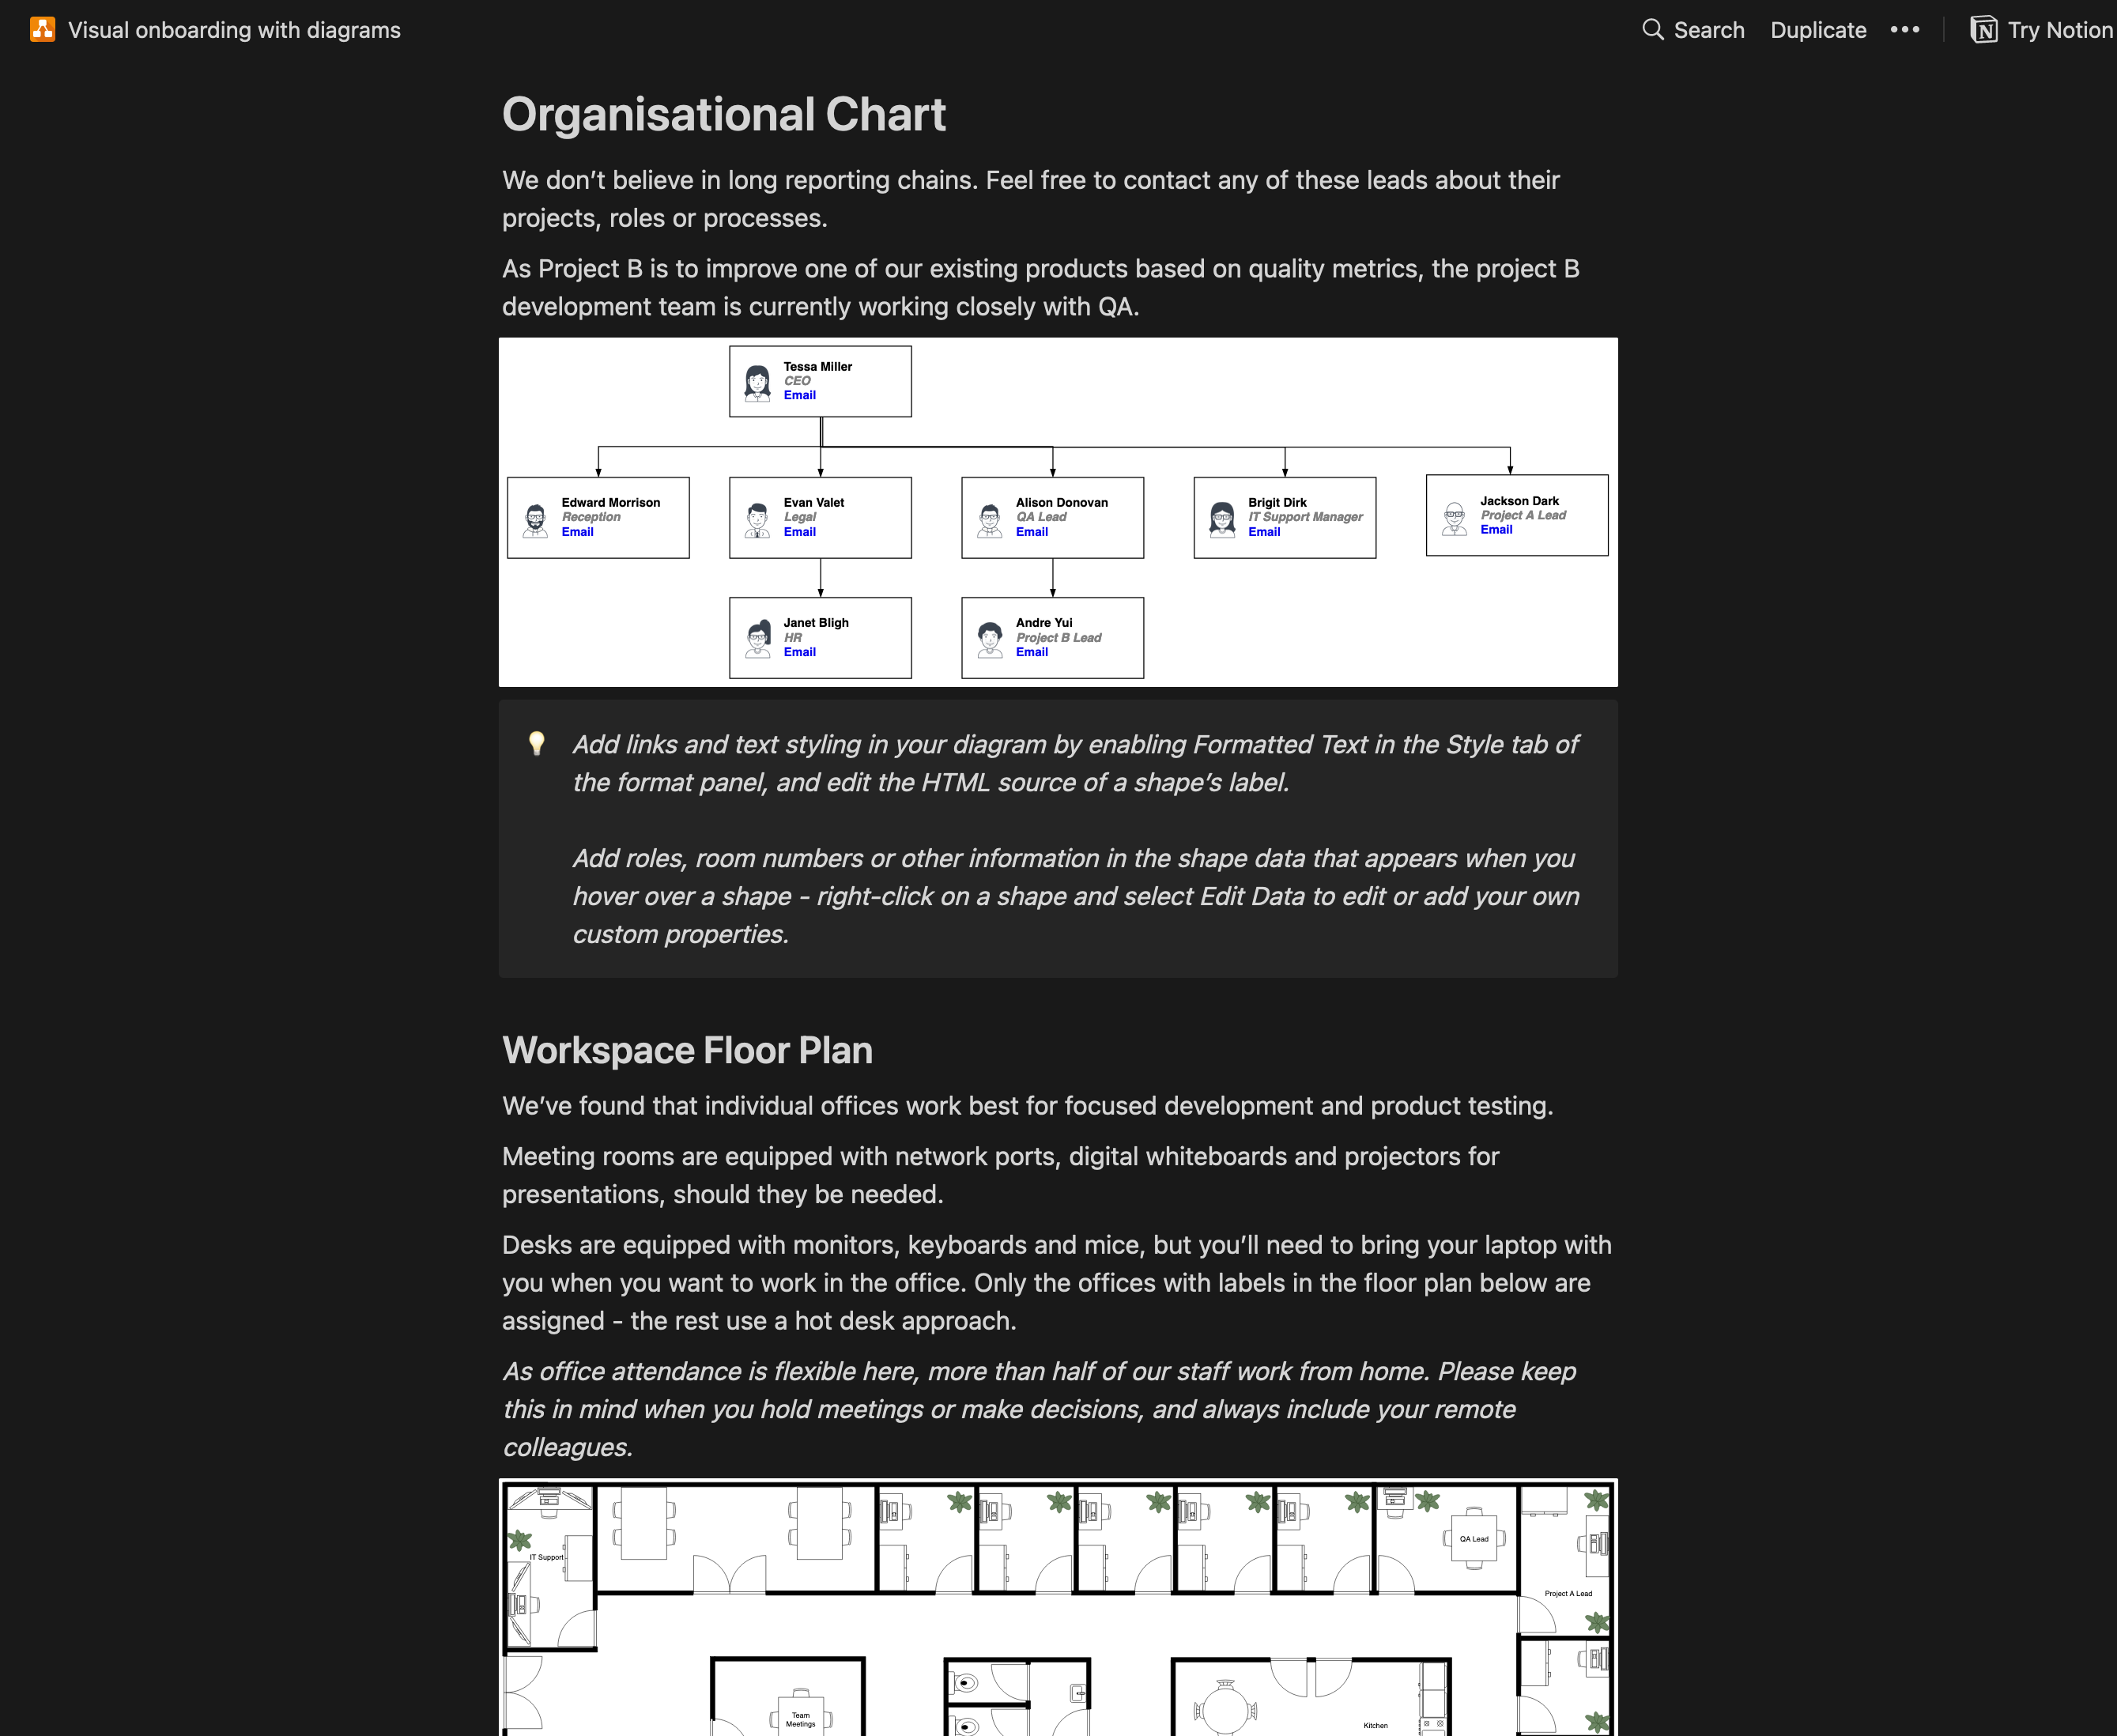 Visual onboarding with diagrams
Search
Duplicate
•••
Try Notion
Organisational Chart
We don’t believe in long reporting chains. Feel free to contact any of these leads about their
projects, roles or processes.
As Project B is to improve one of our existing products based on quality metrics, the project B
development team is currently working closely with QA.
Tessa Miller
CEO
Email
Edward Morrison
Reception
Email
Evan Valet
Legal
Email
Alison Donovan
QA Lead
Email
Brigit Dirk
IT Support Manager
Email
Jackson Dark
Project A Lead
Email
Janet Bligh
HR
Email
Andre Yui
Project B Lead
Email
Add links and text styling in your diagram by enabling Formatted Text in the Style tab of
the format panel, and edit the HTML source of a shape’s label.
Add roles, room numbers or other information in the shape data that appears when you
hover over a shape - right-click on a shape and select Edit Data to edit or add your own
custom properties.
Workspace Floor Plan
We’ve found that individual offices work best for focused development and product testing.
Meeting rooms are equipped with network ports, digital whiteboards and projectors for
presentations, should they be needed.
Desks are equipped with monitors, keyboards and mice, but you’ll need to bring your laptop with
you when you want to work in the office. Only the offices with labels in the floor plan below are
assigned - the rest use a hot desk approach.
As office attendance is flexible here, more than half of our staff work from home. Please keep
this in mind when you hold meetings or make decisions, and always include your remote
colleagues.
IT Support
QA Lead
Project A Lead
Team
Meetings
Kitchen